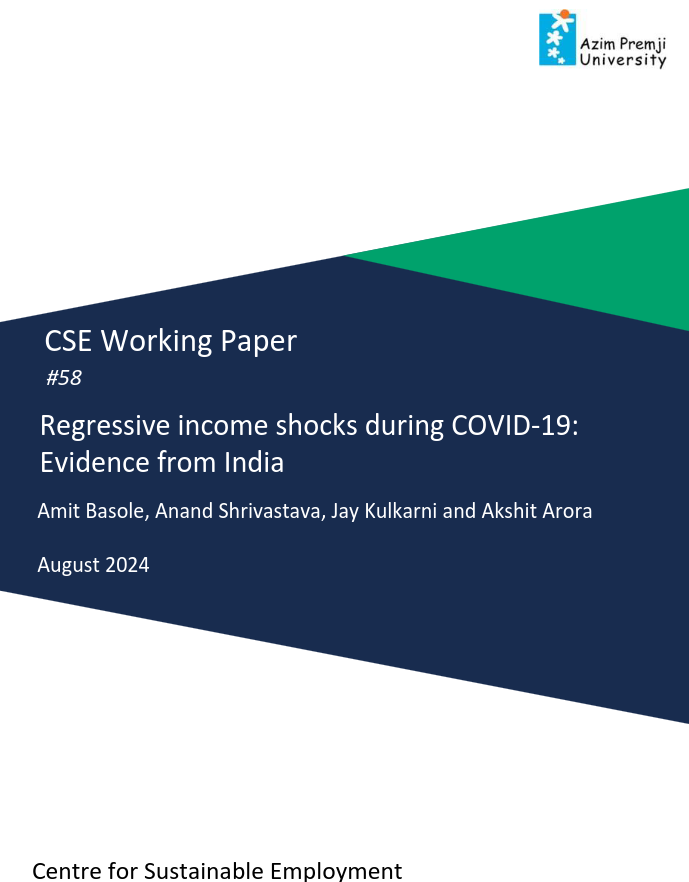 Azim Premji
University
CSE Working Paper
#58
Regressive income shocks during COVID-19:
Evidence from India
Amit Basole, Anand Shrivastava, Jay Kulkarni and Akshit Arora
August 2024
Centre for Sustainable Employment